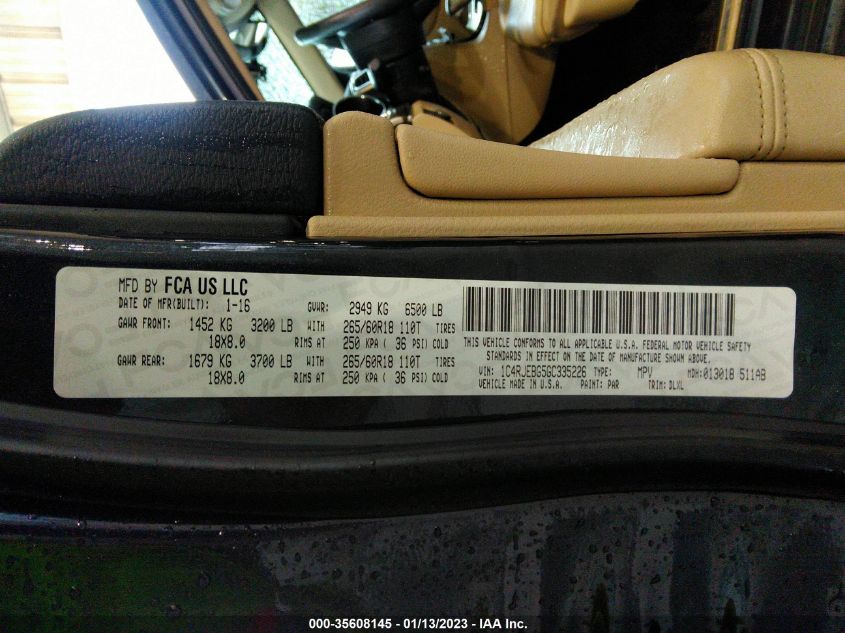 MFD BY FCA US LLC
DATE OF MFR(BUILT): 1-16 GVWR: 2949 KG 6500 LB
GAWR FRONT: 1452 KG 3200 LB WITH 265/60R18 110T TIRES
18X8.0 RIMS AT 250 KPA ( 36 PSI) COLD
GAWR REAR: 1679 KG 3700 LB WITH 265/60R18 110T TIRES
18X8.0 RIMS AT 250 KPA ( 36 PSI) COLD
THIS VEHICLE CONFORMS TO ALL APPLICABLE U.S.A. FEDERAL MOTOR VEHICLE SAFETY
STANDARDS IN EFFECT ON THE DATE OF MANUFACTURE SHOWN ABOVE.
VIN: 1C4RJEBG5GC335226 TYPE: MPV MDH:013018 511AB
VEHICLE MADE IN U.S.A. PAINT: PAR TRIM: DLXL
000-35608145 - 01/13/2023 - IAA Inc.